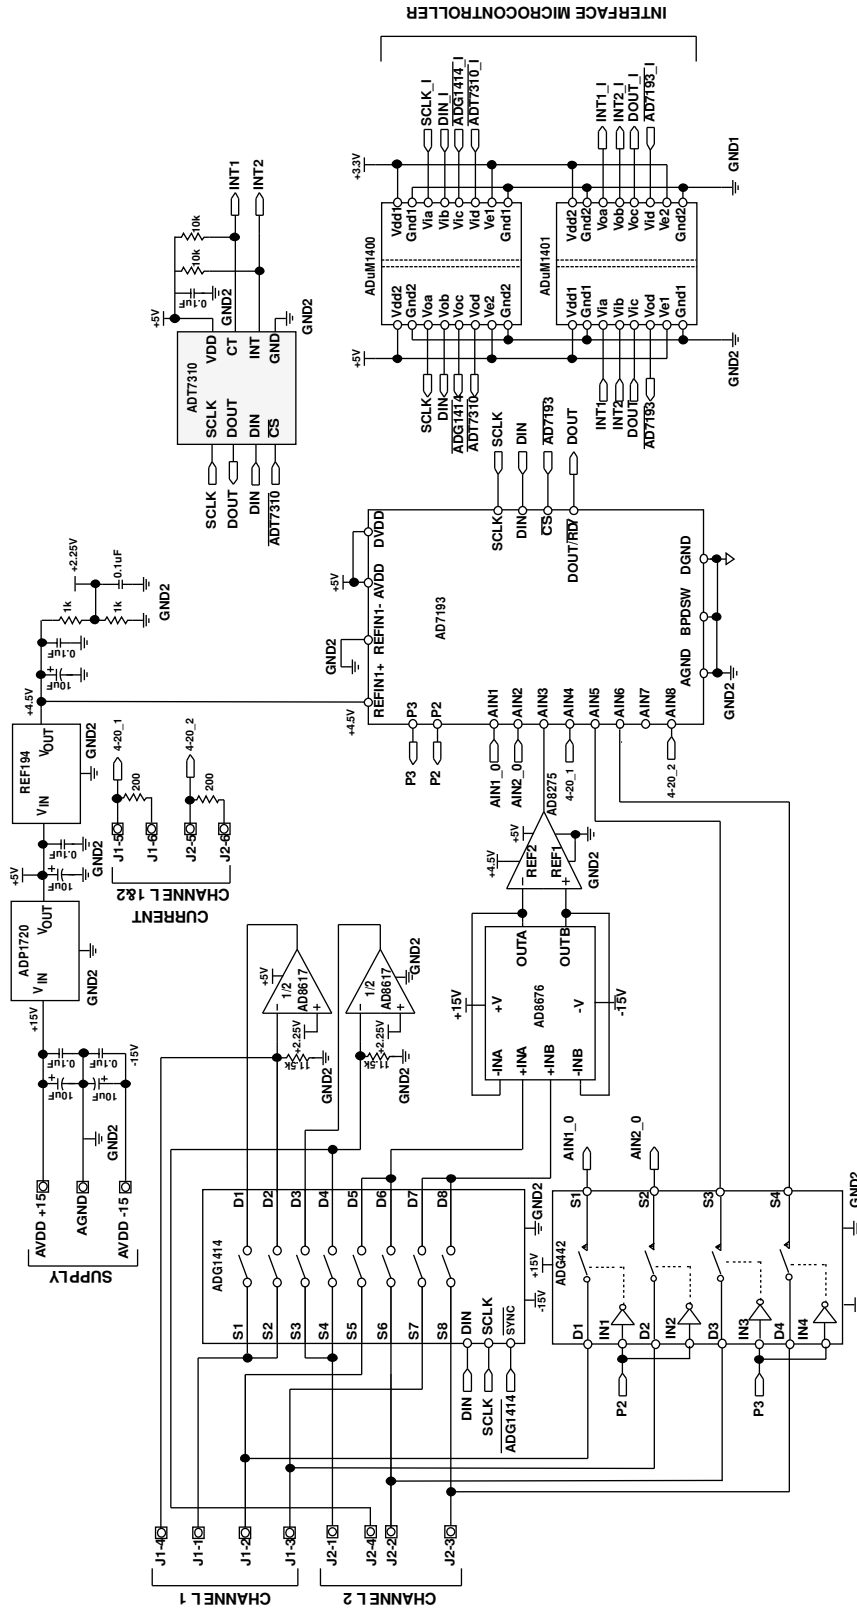 SUPPLY
AVDD +15
AGND
AVDD -15
10uF
0.1uF
10uF
0.1uF
GND2
+15V
-15V
ADP1720
VIN
VOUT
GND2
+5V
10uF
0.1uF
GND2
REF194
VIN
VOUT
GND2
+4.5V
10uF
0.1uF
1k
1k
+2.25V
0.1uF
GND2
CURRENT
CHANNEL 1&2
J1-5
J1-6
J2-5
J2-6
200
200
4-20_1
4-20_2
ADT7310
SCLK
DOUT
DIN
ADT7310
SCLK
DOUT
DIN
CS
VDD
CT
INT
GND
+5V
0.1uF
GND2
10k
10k
INT1
INT2
GND2
CHANNEL 1
J1-4
J1-1
J1-2
J1-3
CHANNEL 2
J2-1
J2-4
J2-2
J2-3
ADG1414
S1
S2
S3
S4
S5
S6
S7
S8
D1
D2
D3
D4
D5
D6
D7
D8
DIN
SCLK
SYNC
DIN
SCLK
ADG1414
-15V
GND2
+15V
ADG442
D1
IN1
D2
IN2
D3
IN3
D4
IN4
S1
S2
S3
S4
P2
P3
AIN1_0
AIN2_0
GND2
+5V
1/2
AD8617
+2.25V
11.5k
GND2
1/2
AD8617
+2.25V
11.5k
GND2
GND2
AD8676
-INA
+INA
+INB
-INB
+V
-V
OUTA
OUTB
+15V
-15V
AD8275
+4.5V
+5V
REF2
REF1
GND2
AD7193
+4.5V
REFIN1+
REFIN1-
AVDD
DVDD
GND2
+5V
P3
P2
P3
P2
AIN1_0
AIN2_0
4-20_1
4-20_2
AIN1
AIN2
AIN3
AIN4
AIN5
AIN6
AIN7
AIN8
AGND
BPDSW
DGND
GND2
SCLK
DIN
CS
DOUT/RDY
SCLK
DIN
AD7193
DOUT
ADuM1400
Vdd2
Gnd2
Voa
Vob
Voc
Vod
Ve2
Gnd2
Vdd1
Gnd1
Via
Vib
Vic
Vid
Ve1
Gnd1
+5V
SCLK
DIN
ADG1414
ADT7310
+3.3V
SCLK_I
DIN_I
ADG1414_I
ADT7310_I
ADuM1401
Vdd1
Gnd1
Via
Vib
Vic
Vod
Ve1
Gnd1
Vdd2
Gnd2
Voa
Vob
Voc
Vid
Ve2
Gnd2
INT1
INT2
DOUT
AD7193
INT1_I
INT2_I
DOUT_I
AD7193_I
GND2
GND1
INTERFACE MICROCONTROLLER